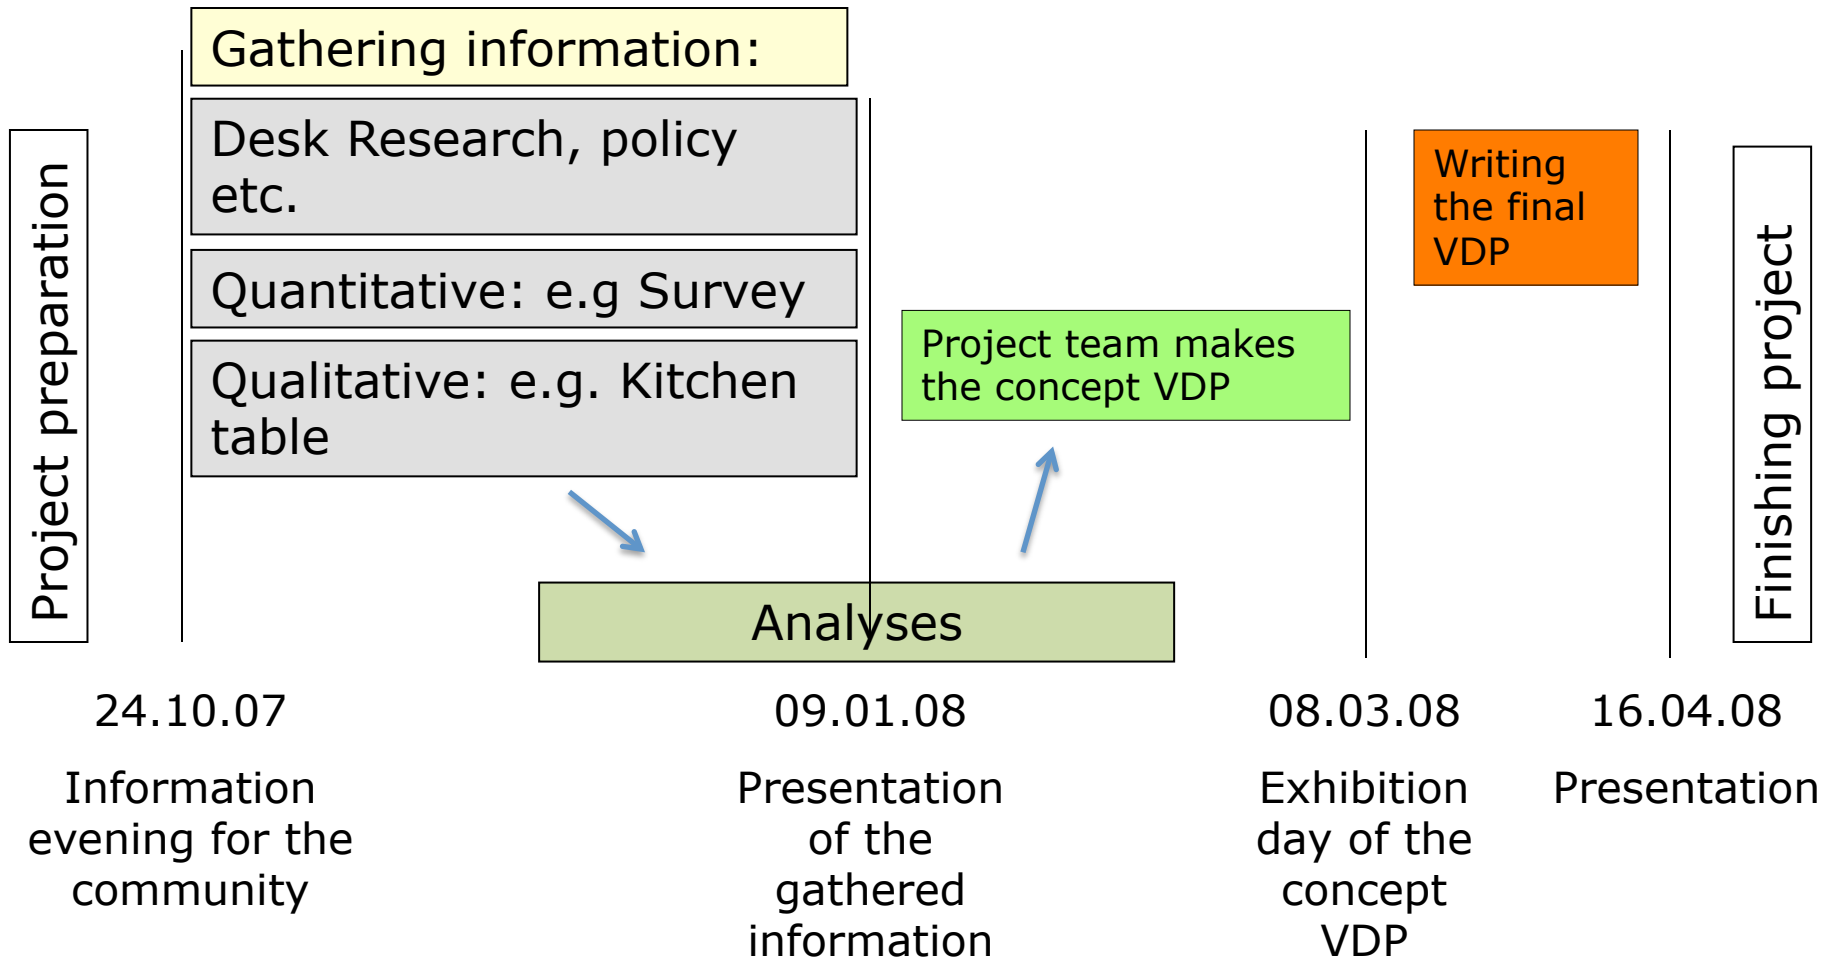 Project preparation
Gathering information:
Desk Research, policy
etc.
Quantitative: e.g Survey
Qualitative: e.g. Kitchen
table
Analyses
Project team makes
the concept VDP
Writing
the final
VDP
Finishing project
24.10.07
Information
evening for the
community
09.01.08
Presentation
of the
gathered
information
08.03.08
Exhibition
day of the
concept
VDP
16.04.08
Presentation